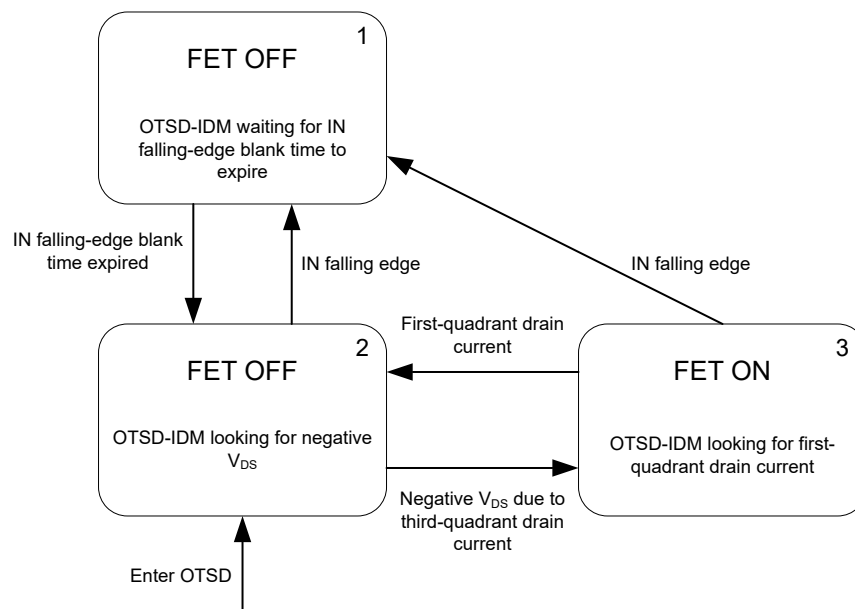 1
FET OFF
OTSD-IDM waiting for IN
falling-edge blank time to
expire
IN falling-edge blank
time expired
IN falling edge
IN falling edge
First-quadrant drain
current
2
FET OFF
OTSD-IDM looking for negative
VDS
3
FET ON
OTSD-IDM looking for first-
quadrant drain current
Negative VDS due to
third-quadrant drain
current
Enter OTSD